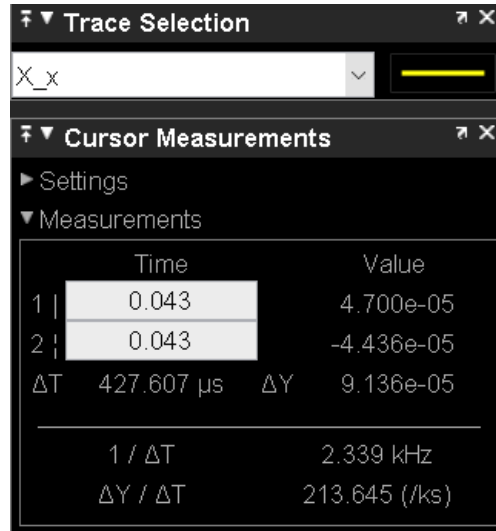 Trace Selection
X_x
Cursor Measurements
Settings
Measurements
Time Value
1 | 0.043 4.700e-05
2 ¦ 0.043 -4.436e-05
ΔT 427.607 µs ΔY 9.136e-05
1 / ΔT 2.339 kHz
ΔY / ΔT 213.645 (/ks)